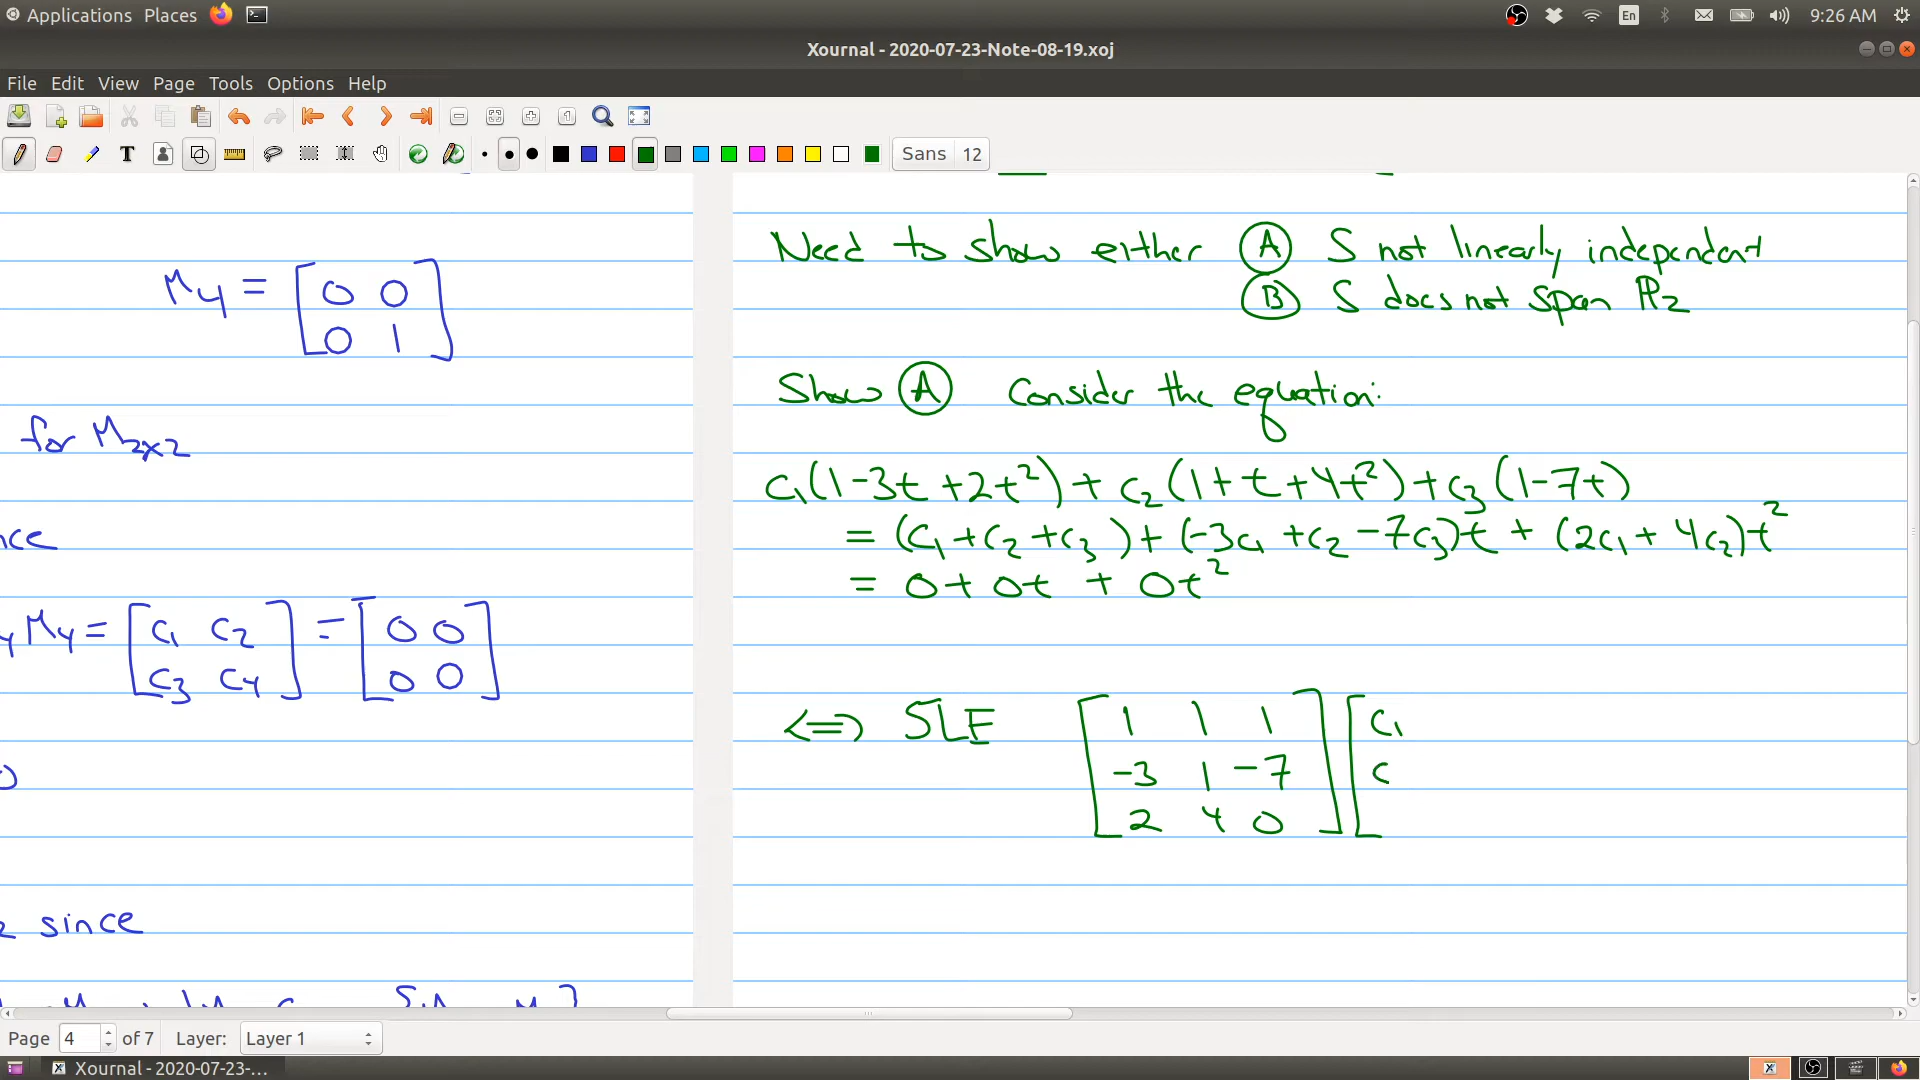 Applications Places En 9:26 AM
Xournal - 2020-07-23-Note-08-19.xoj
File Edit View Page Tools Options Help
Sans 12
M4 = [0 0
0 1]
for M2x2
nce
M4 = [c1 c2
c3 c4] = [0 0
0 0]
since
Need to show either (A) S not linearly independent
(B) S does not span P2
Show (A) Consider the equation:
c1(1-3t+2t²)+c2(1+t+4t²)+c3(1-7t)
= (c1+c2+c3)+(-3c1+c2-7c3)t+(2c1+4c2)t²
= 0+0t+0t²
<=> SLE [1 1 1
-3 1 -7
2 4 0] [c1
c
Page 4 of 7 Layer: Layer 1
Xournal - 2020-07-23-...